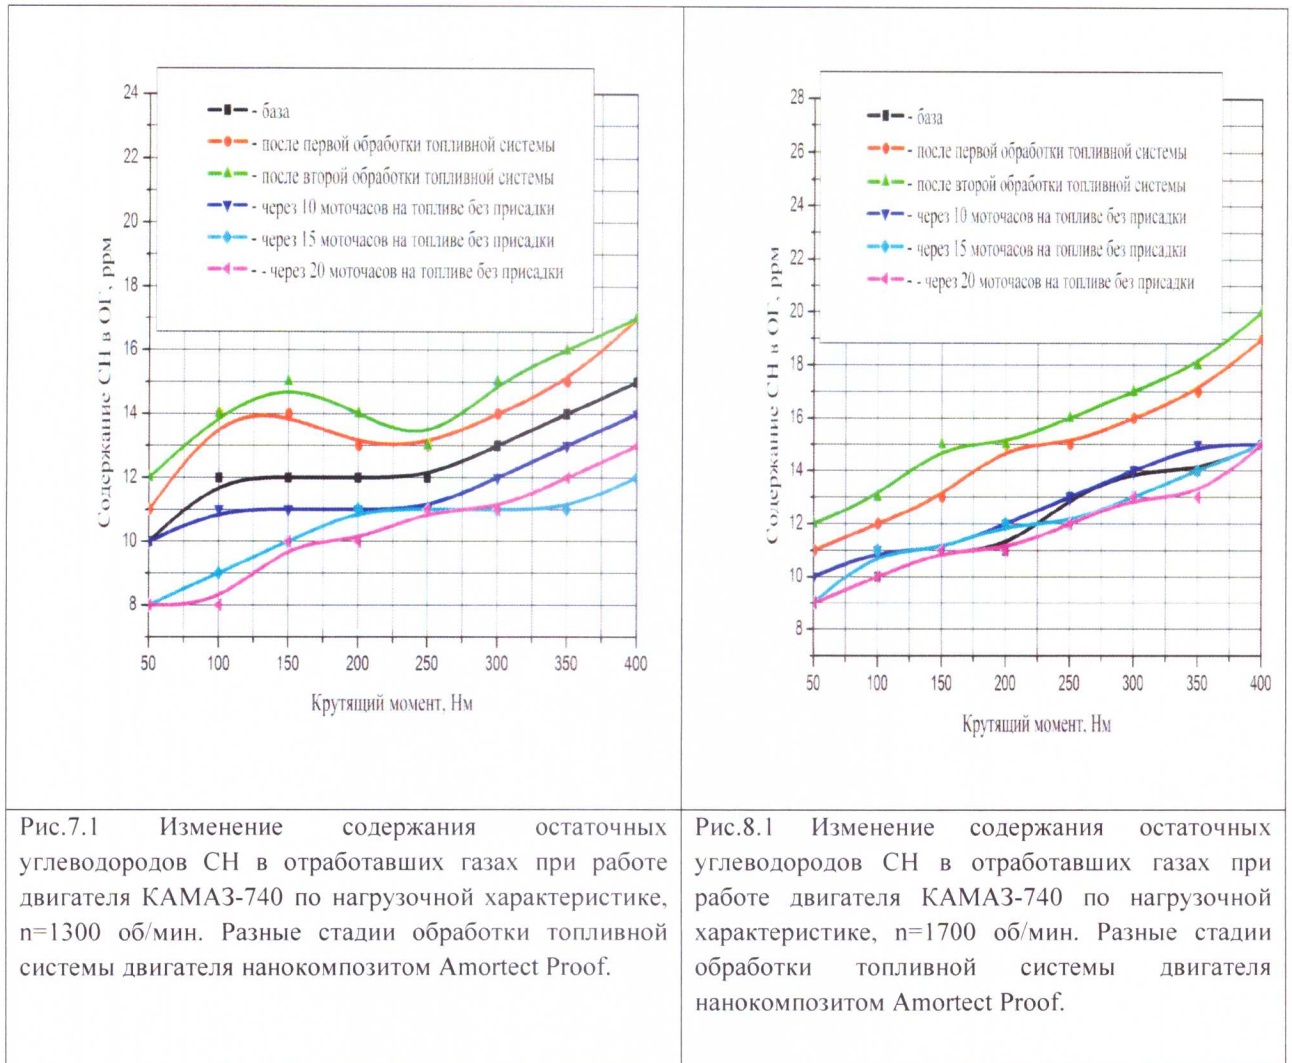 24
22
20
18
16
14
12
10
8
Содержание СН в ОГ, ррм
- база
- после первой обработки топливной системы
- после второй обработки топливной системы
- через 10 моточасов на топливе без присадки
- через 15 моточасов на топливе без присадки
- - через 20 моточасов на топливе без присадки
50 100 150 200 250 300 350 400
Крутящий момент, Нм
28
26
24
22
20
18
16
14
12
10
8
Содержание СН в ОГ, ррм
- база
- после первой обработки топливной системы
- после второй обработки топливной системы
- через 10 моточасов на топливе без присадки
- через 15 моточасов на топливе без присадки
- - через 20 моточасов на топливе без присадки
50 100 150 200 250 300 350 400
Крутящий момент, Нм
Рис.7.1 Изменение содержания остаточных
углеводородов СН в отработавших газах при работе
двигателя КАМАЗ-740 по нагрузочной характеристике,
n=1300 об/мин. Разные стадии обработки топливной
системы двигателя нанокомпозитом Amortect Proof.
Рис.8.1 Изменение содержания остаточных
углеводородов СН в отработавших газах при
работе двигателя КАМАЗ-740 по нагрузочной
характеристике, n=1700 об/мин. Разные стадии
обработки топливной системы двигателя
нанокомпозитом Amortect Proof.